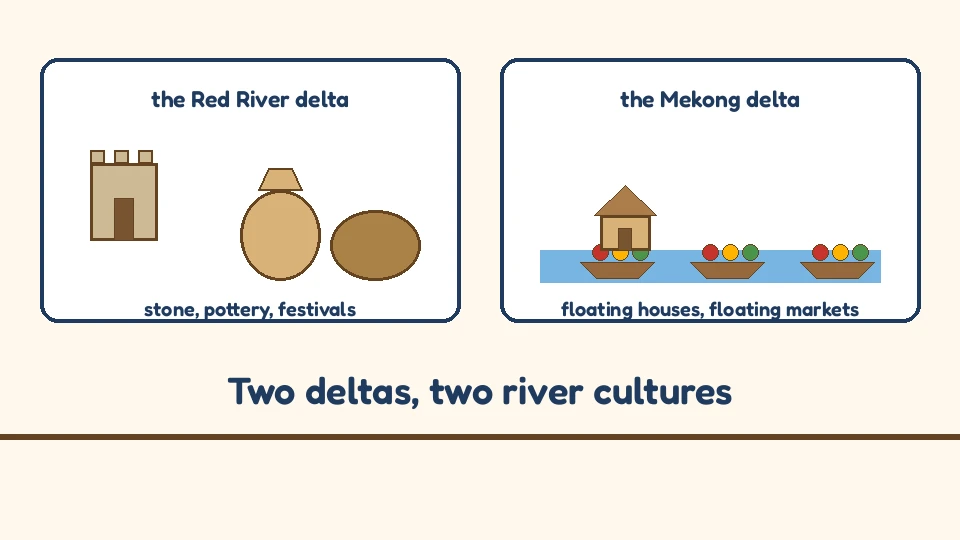 the Red River delta
the Mekong delta
stone, pottery, festivals
floating houses, floating markets
Two deltas, two river cultures